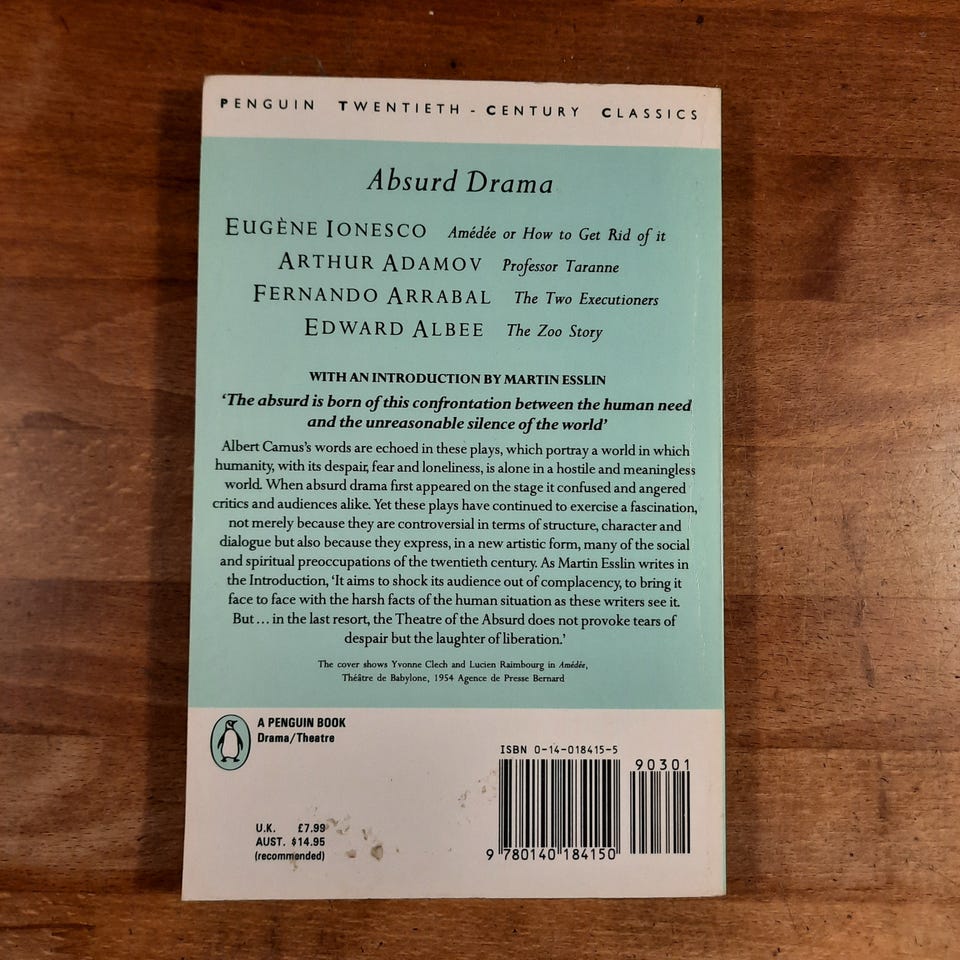 PENGUIN TWENTIETH-CENTURY CLASSICS
Absurd Drama
EUGÈNE IONESCO Amédée or How to Get Rid of it
ARTHUR ADAMOV Professor Taranne
FERNANDO ARRABAL The Two Executioners
EDWARD ALBEE The Zoo Story
WITH AN INTRODUCTION BY MARTIN ESSLIN
‘The absurd is born of this confrontation between the human need
and the unreasonable silence of the world’
Albert Camus's words are echoed in these plays, which portray a world in which
humanity, with its despair, fear and loneliness, is alone in a hostile and meaningless
world. When absurd drama first appeared on the stage it confused and angered
critics and audiences alike. Yet these plays have continued to exercise a fascination,
not merely because they are controversial in terms of structure, character and
dialogue but also because they express, in a new artistic form, many of the social
and spiritual preoccupations of the twentieth century. As Martin Esslin writes in
the Introduction, ‘It aims to shock its audience out of complacency, to bring it
face to face with the harsh facts of the human situation as these writers see it.
But ... in the last resort, the Theatre of the Absurd does not provoke tears of
despair but the laughter of liberation.’
The cover shows Yvonne Clech and Lucien Raimbourg in Amédée,
Théâtre de Babylone, 1954 Agence de Presse Bernard
A PENGUIN BOOK
Drama/Theatre
ISBN 0-14-018415-5
90301
U.K. £7.99
AUST. $14.95
(recommended)
9 780140 184150